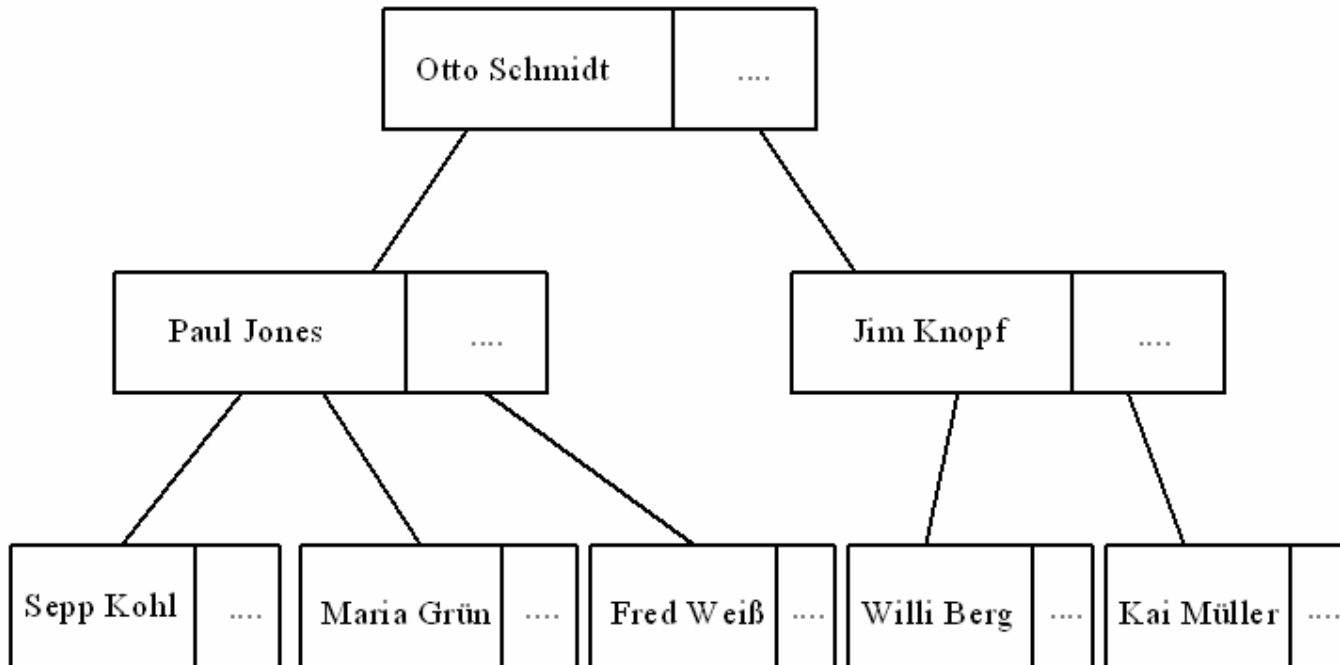 Otto Schmidt ....
Paul Jones .... Jim Knopf ....
Sepp Kohl .... Maria Grün .... Fred Weiß .... Willi Berg .... Kai Müller ....